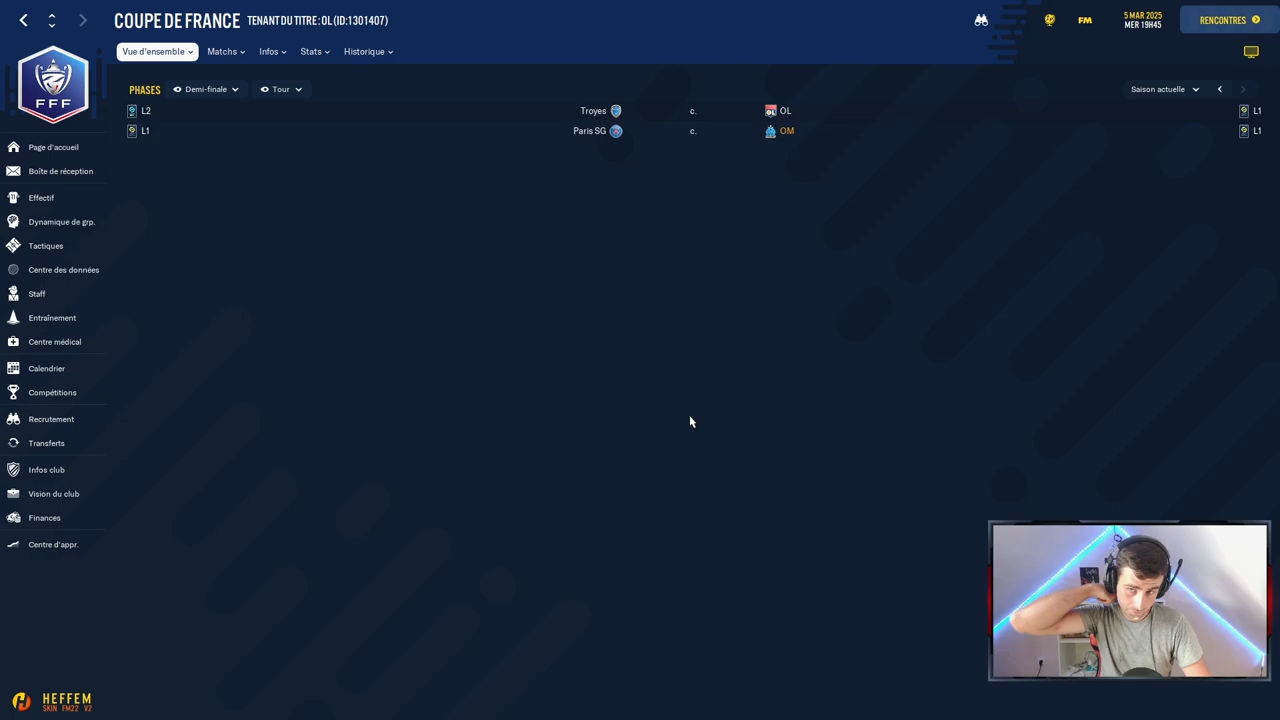 COUPE DE FRANCE TENANT DU TITRE : OL (ID:1301407)
FM
5 MAR 2025
MER 19H45
RENCONTRES
Vue d'ensemble
Matchs
Infos
Stats
Historique
FFF
PHASES
Demi-finale
Tour
Saison actuelle
L2 Troyes c. OL L1
L1 Paris SG c. OM L1
Page d'accueil
Boîte de réception
Effectif
Dynamique de grp.
Tactiques
Centre des données
Staff
Entraînement
Centre médical
Calendrier
Compétitions
Recrutement
Transferts
Infos club
Vision du club
Finances
Centre d'appr.
HEFFEM
SKIN FM22 V2